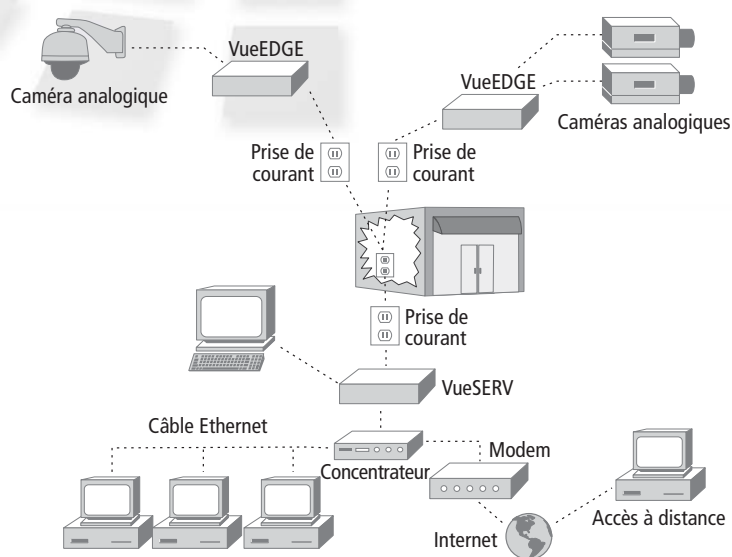 VueEDGE
Caméra analogique
VueEDGE
Caméras analogiques
Prise de
courant
Prise de
courant
Prise de
courant
VueSERV
Câble Ethernet
Concentrateur
Modem
Internet
Accès à distance